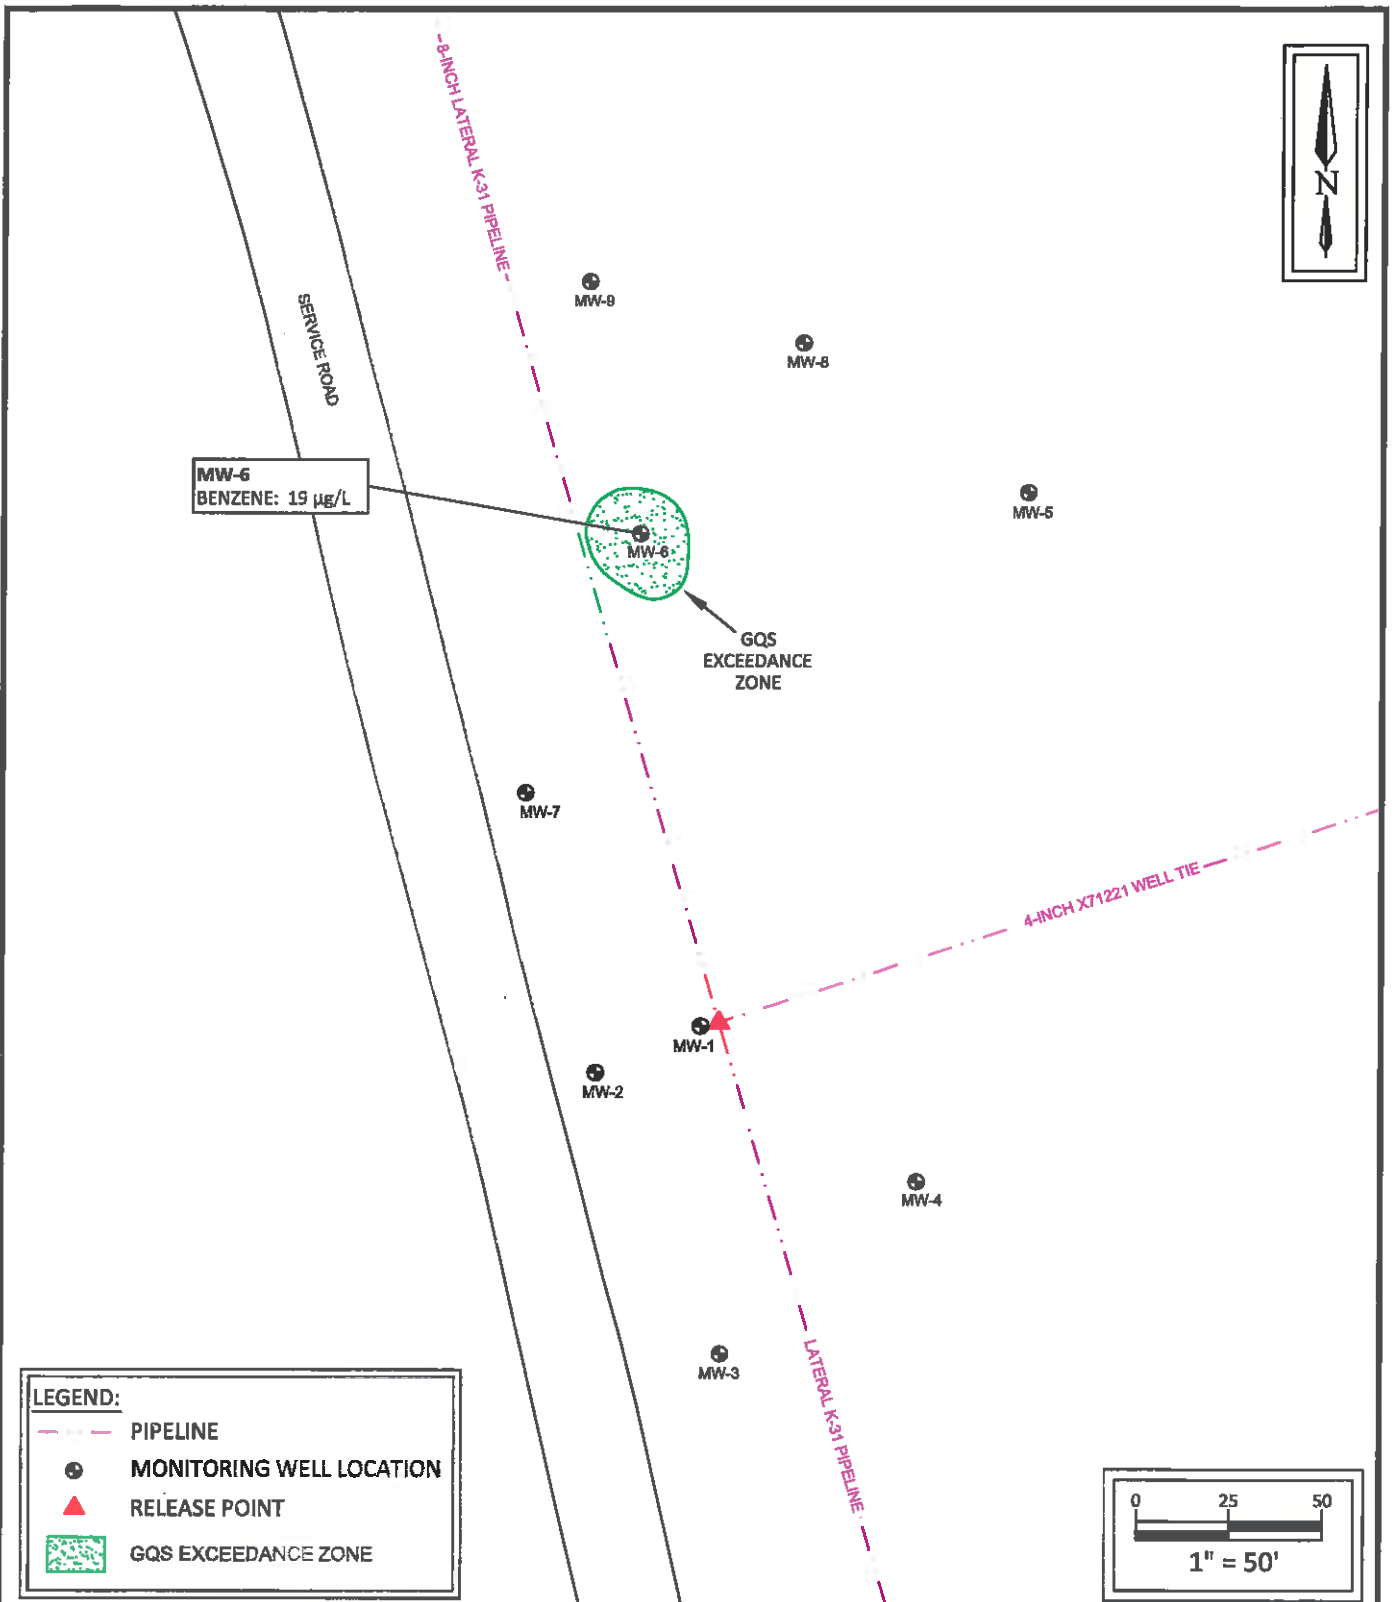 -8-INCH LATERAL K-31 PIPELINE-
N
SERVICE ROAD
MW-9
MW-8
MW-6
BENZENE: 19 µg/L
MW-5
MW-6
GQS
EXCEEDANCE
ZONE
MW-7
4-INCH X71221 WELL TIE
MW-1
MW-2
MW-4
MW-3
LATERAL K-31 PIPELINE
LEGEND:
PIPELINE
MONITORING WELL LOCATION
RELEASE POINT
GQS EXCEEDANCE ZONE
0 25 50
1" = 50'